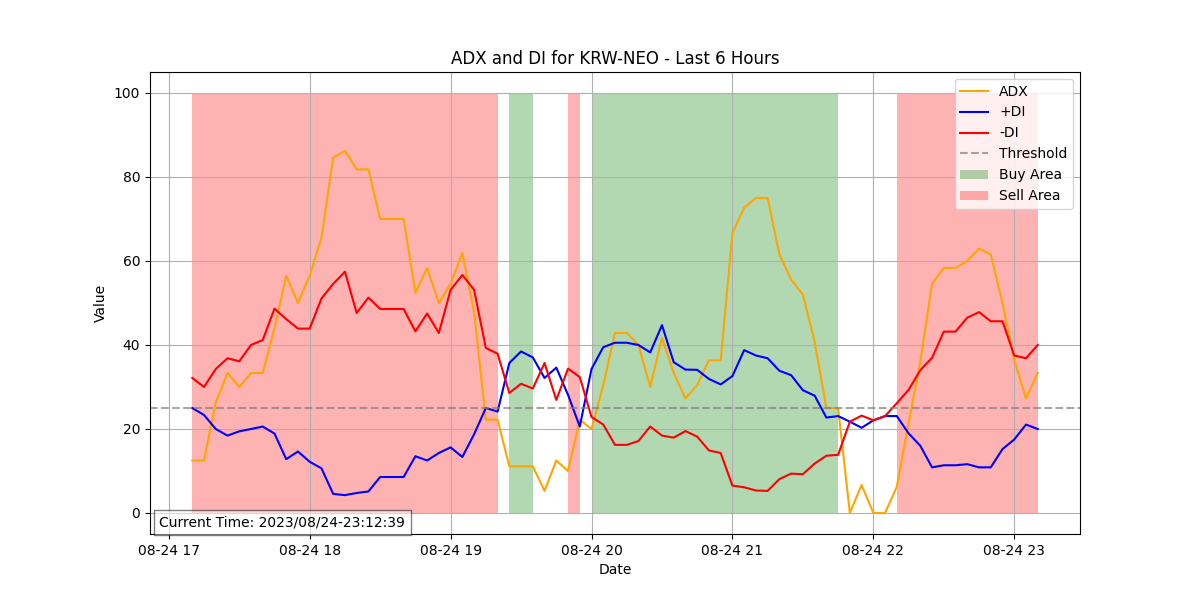 ADX and DI for KRW-NEO - Last 6 Hours
100
80
60
40
20
0
Value
ADX
+DI
-DI
Threshold
Buy Area
Sell Area
Current Time: 2023/08/24-23:12:39
08-24 17
08-24 18
08-24 19
08-24 20
08-24 21
08-24 22
08-24 23
Date